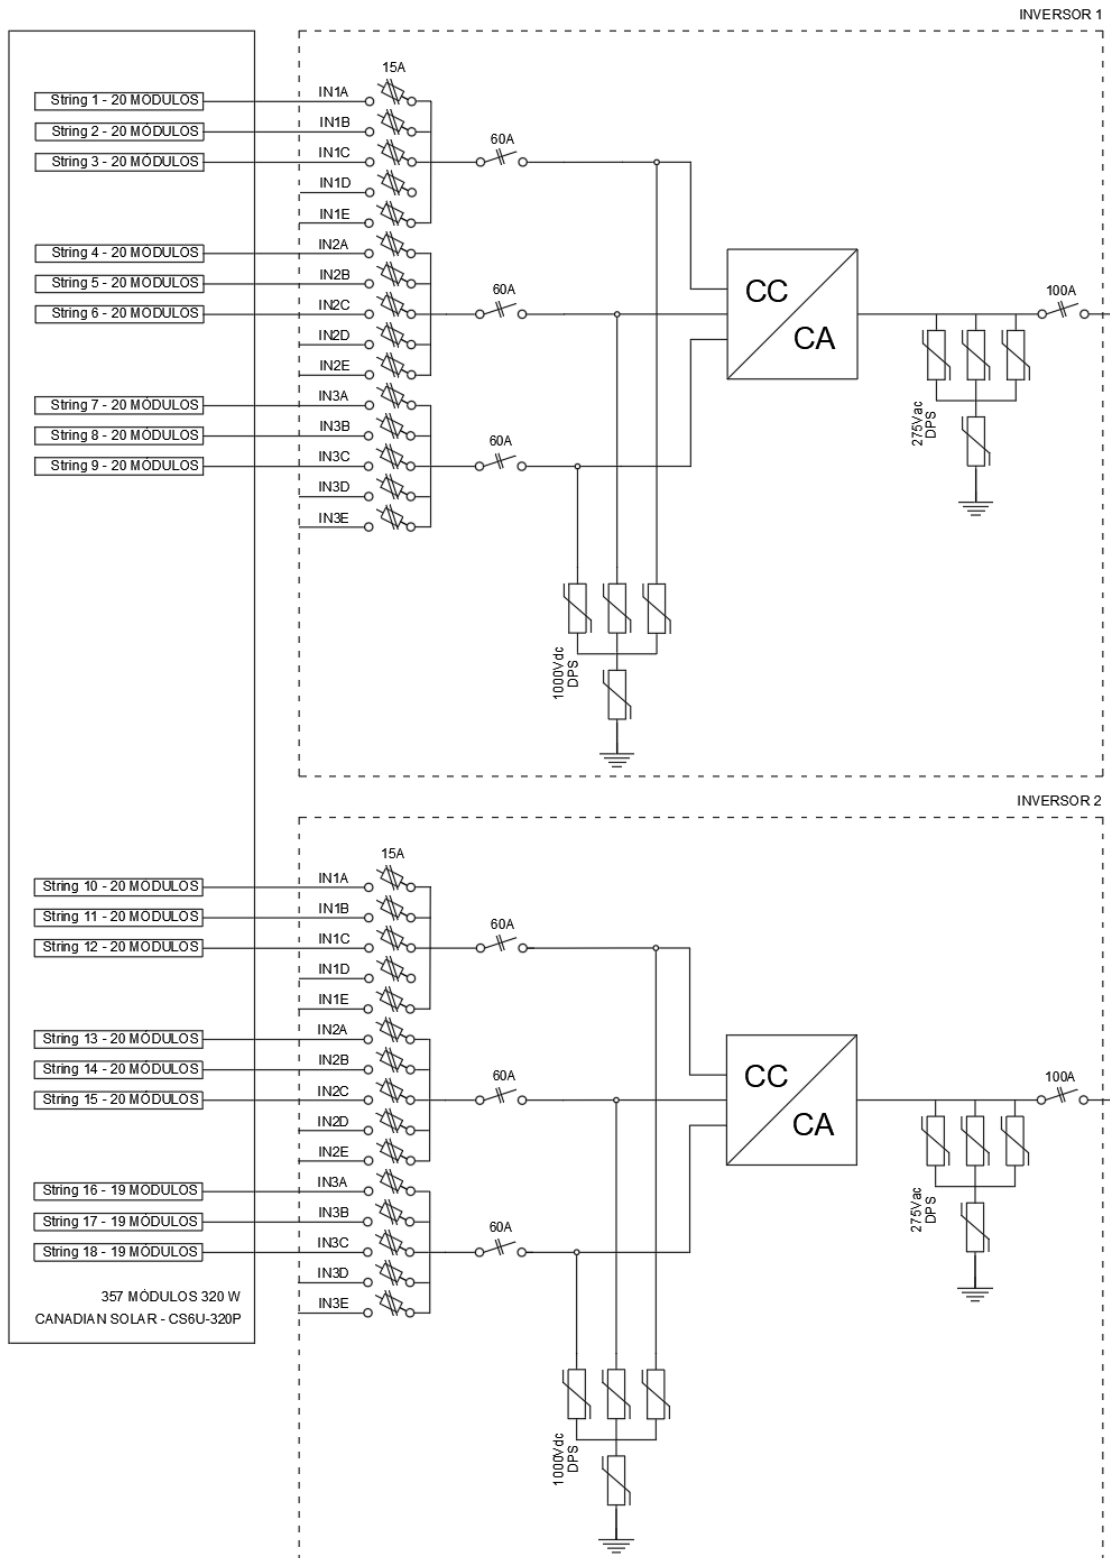 INVERSOR 1
15A
String 1 - 20 MÓDULOS
IN1A
String 2 - 20 MÓDULOS
IN1B
60A
String 3 - 20 MÓDULOS
IN1C
IN1D
IN1E
String 4 - 20 MÓDULOS
IN2A
String 5 - 20 MÓDULOS
IN2B
60A
String 6 - 20 MÓDULOS
IN2C
CC
CA
100A
IN2D
IN2E
String 7 - 20 MÓDULOS
IN3A
String 8 - 20 MÓDULOS
IN3B
60A
String 9 - 20 MÓDULOS
IN3C
IN3D
IN3E
275Vac
DPS
1000Vdc
DPS
INVERSOR 2
15A
String 10 - 20 MÓDULOS
IN1A
String 11 - 20 MÓDULOS
IN1B
60A
String 12 - 20 MÓDULOS
IN1C
IN1D
IN1E
String 13 - 20 MÓDULOS
IN2A
String 14 - 20 MÓDULOS
IN2B
60A
String 15 - 20 MÓDULOS
IN2C
CC
CA
100A
IN2D
IN2E
String 16 - 19 MÓDULOS
IN3A
String 17 - 19 MÓDULOS
IN3B
60A
String 18 - 19 MÓDULOS
IN3C
IN3D
IN3E
275Vac
DPS
357 MÓDULOS 320 W
CANADIAN SOLAR - CS6U-320P
1000Vdc
DPS